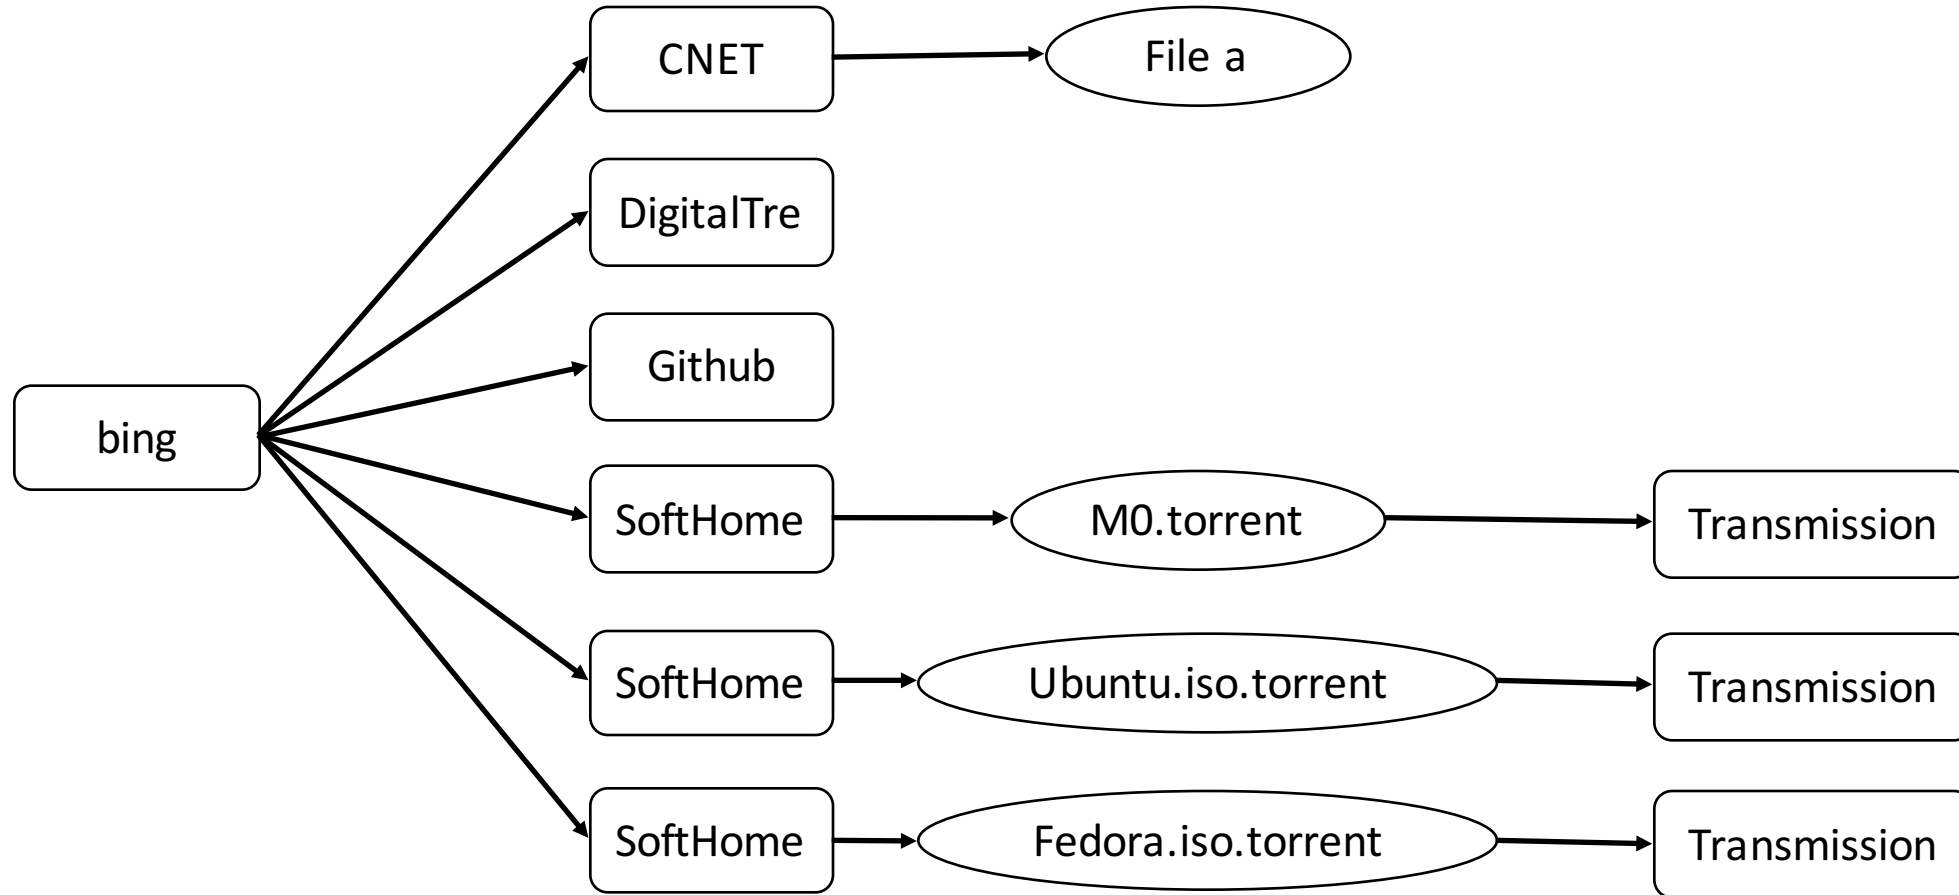 CNET
File a
DigitalTre
Github
bing
SoftHome
M0.torrent
Transmission
SoftHome
Ubuntu.iso.torrent
Transmission
SoftHome
Fedora.iso.torrent
Transmission